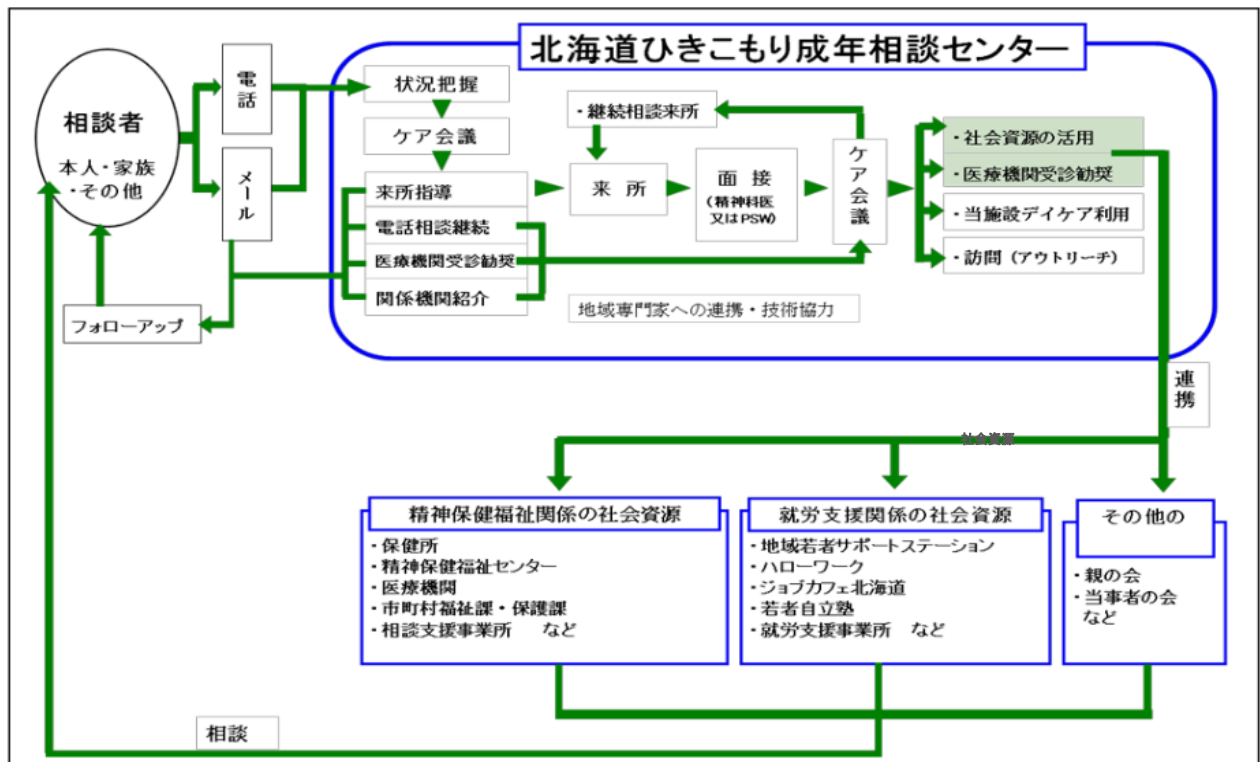 北海道ひきこもり成年相談センター
相談者
本人・家族
・その他
電話
メール
フォローアップ
状況把握
ケア会議
来所指導
電話相談継続
医療機関受診勧奨
関係機関紹介
・継続相談来所
来所
面接
(精神科医
又はPSW)
ケア会議
・社会資源の活用
・医療機関受診勧奨
・当施設デイケア利用
・訪問（アウトリーチ）
地域専門家への連携・技術協力
連携
社会資源
精神保健福祉関係の社会資源
・保健所
・精神保健福祉センター
・医療機関
・市町村福祉課・保護課
・相談支援事業所　など
就労支援関係の社会資源
・地域若者サポートステーション
・ハローワーク
・ジョブカフェ北海道
・若者自立塾
・就労支援事業所　など
その他の
・親の会
・当事者の会
など
相談